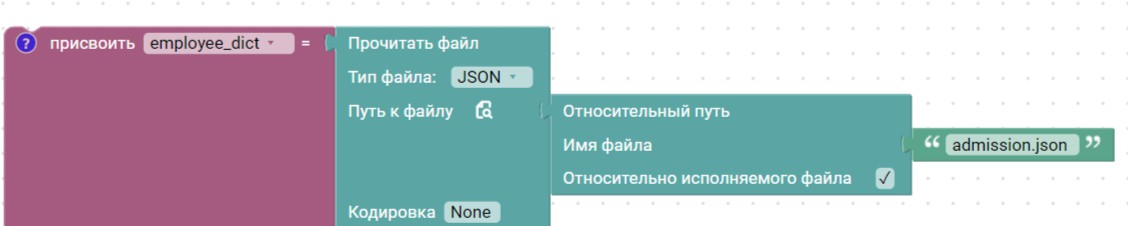 ? присвоить employee_dict = Прочитать файл
Тип файла: JSON
Путь к файлу Относительный путь
Имя файла “ admission.json ”
Относительно исполняемого файла ✓
Кодировка None